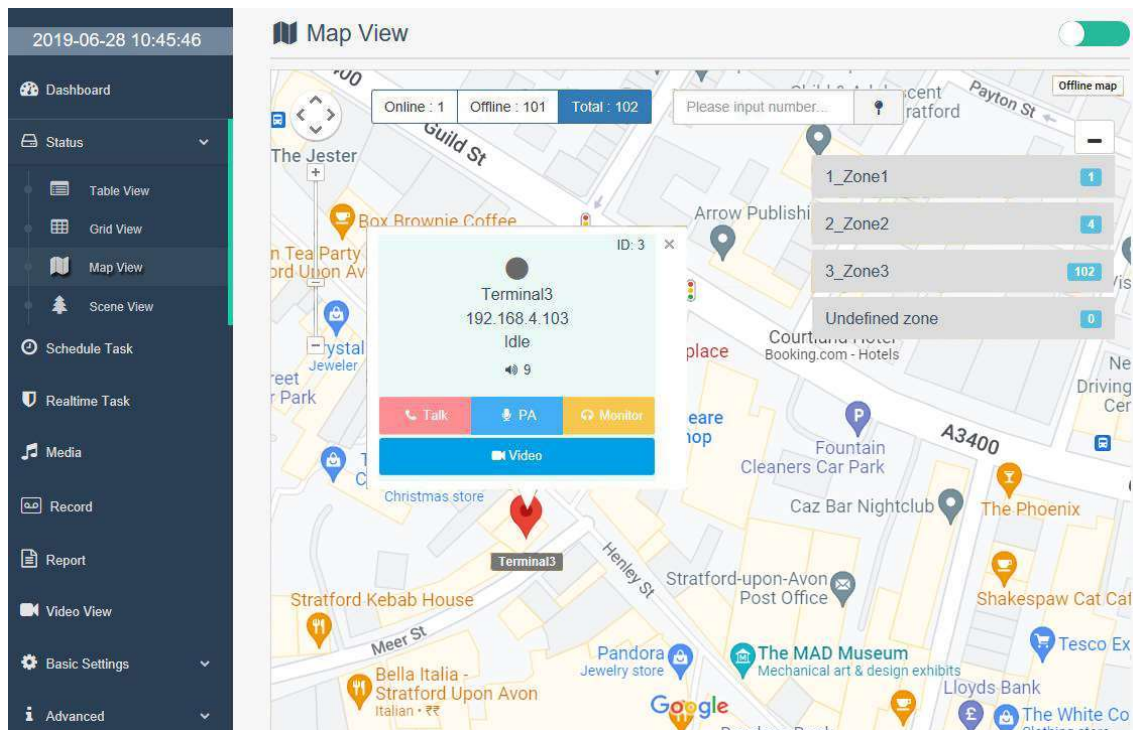 2019-06-28 10:45:46
Dashboard
Status
Table View
Grid View
Map View
Scene View
Schedule Task
Realtime Task
Media
Record
Report
Video View
Basic Settings
Advanced
Map View
Online : 1
Offline : 101
Total : 102
Please input number...
Offline map
Payton St
Guild St
The Jester
Box Brownie Coffee
Arrow Publishi
1_Zone1 1
2_Zone2 4
3_Zone3 102
Undefined zone 0
n Tea Party
ord Upon Av
ID: 3 ×
Terminal3
192.168.4.103
Idle
9
Talk
PA
Monitor
Video
Christmas store
Terminal3
ystal
Jeweler
reet
r Park
place
Booking.com - Hotels
Ne
Driving
Cer
eare
hop
Fountain
Cleaners Car Park
A3400
Caz Bar Nightclub
The Phoenix
Henley St
Stratford-upon-Avon
Post Office
Shakespaw Cat Caf
Stratford Kebab House
Meer St
Pandora
Jewelry store
The MAD Museum
Mechanical art & design exhibits
Tesco Ex
Bella Italia -
Stratford Upon Avon
Italian • ₹₹
Lloyds Bank
Google
The White Co